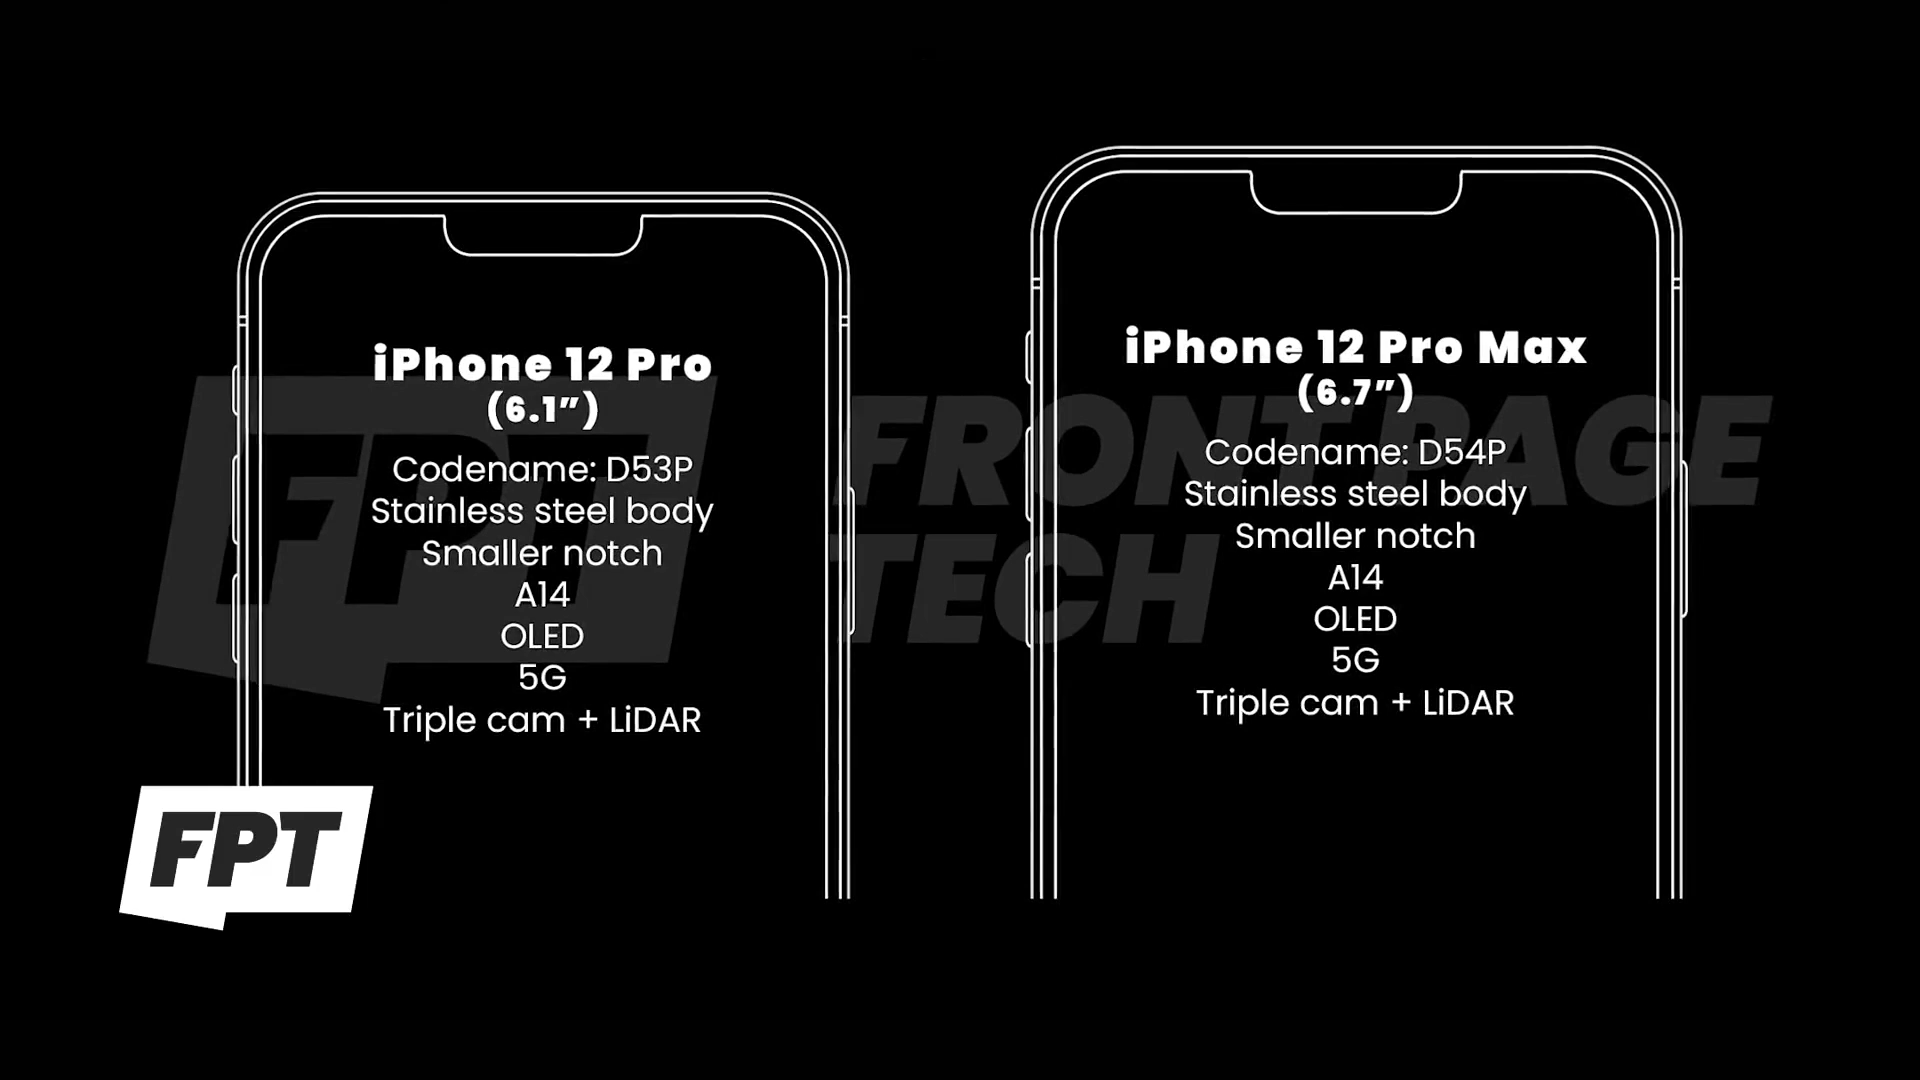 iPhone 12 Pro
(6.1”)
Codename: D53P
Stainless steel body
Smaller notch
A14
OLED
5G
Triple cam + LiDAR
iPhone 12 Pro Max
(6.7”)
Codename: D54P
Stainless steel body
Smaller notch
A14
OLED
5G
Triple cam + LiDAR
FPT
FRONT PAGE
TECH
FPT